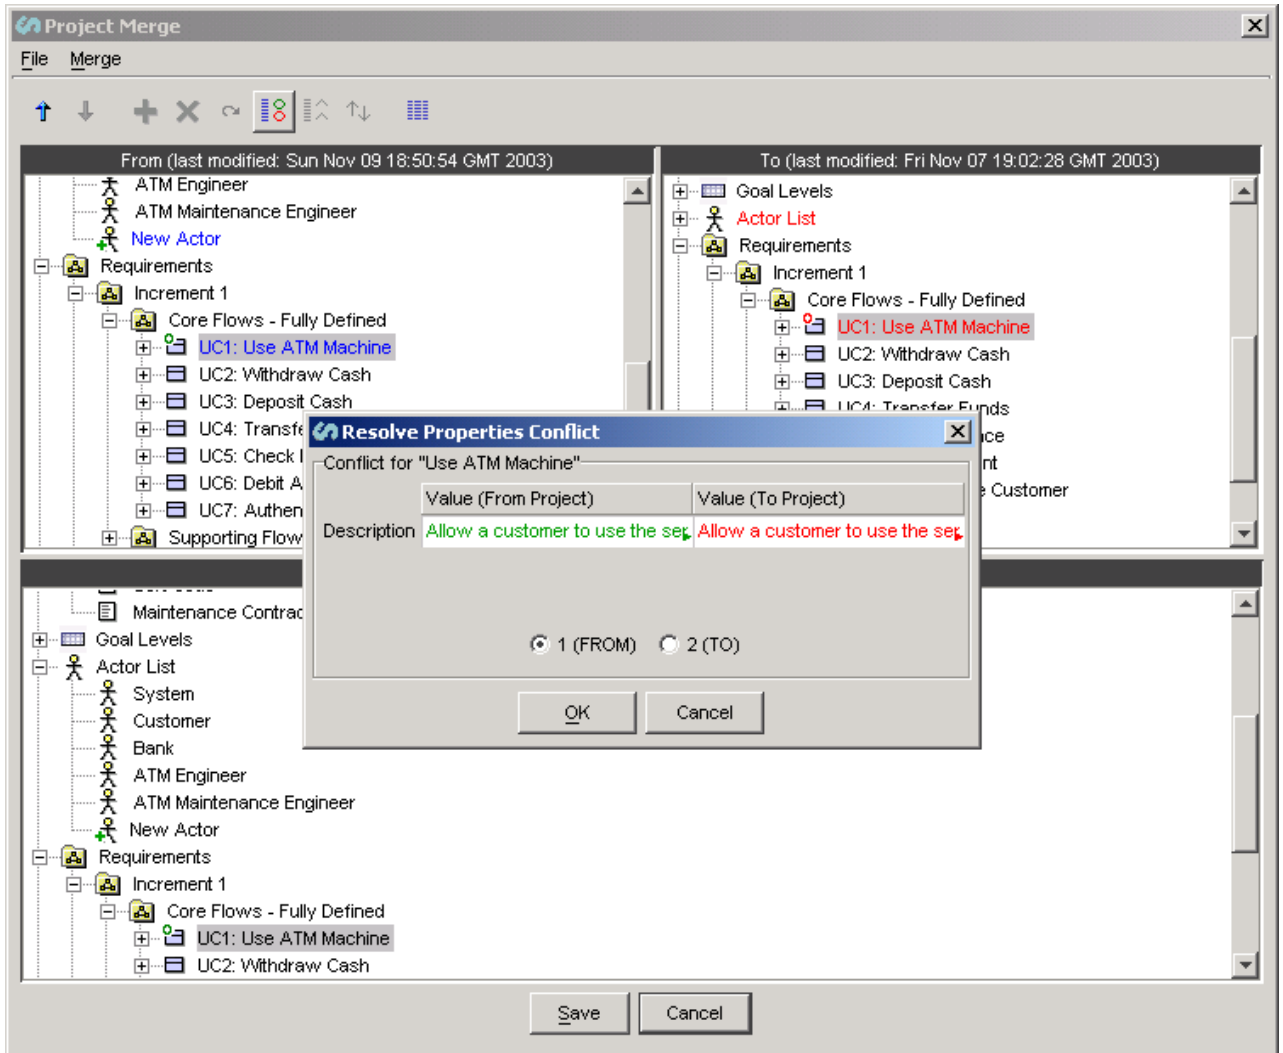 Project Merge
File Merge
From (last modified: Sun Nov 09 18:50:54 GMT 2003)
ATM Engineer
ATM Maintenance Engineer
New Actor
Requirements
Increment 1
Core Flows - Fully Defined
UC1: Use ATM Machine
UC2: Withdraw Cash
UC3: Deposit Cash
UC4: Transfe
UC5: Check
UC6: Debit A
UC7: Authen
Supporting Flow
To (last modified: Fri Nov 07 19:02:28 GMT 2003)
Goal Levels
Actor List
Requirements
Increment 1
Core Flows - Fully Defined
UC1: Use ATM Machine
UC2: Withdraw Cash
UC3: Deposit Cash
UC4: Transfer Funds
ce
nt
Customer
Resolve Properties Conflict
Conflict for "Use ATM Machine"
Value (From Project) Value (To Project)
Description Allow a customer to use the se Allow a customer to use the se
1 (FROM) 2 (TO)
OK Cancel
Maintenance Contrac
Goal Levels
Actor List
System
Customer
Bank
ATM Engineer
ATM Maintenance Engineer
New Actor
Requirements
Increment 1
Core Flows - Fully Defined
UC1: Use ATM Machine
UC2: Withdraw Cash
Save Cancel